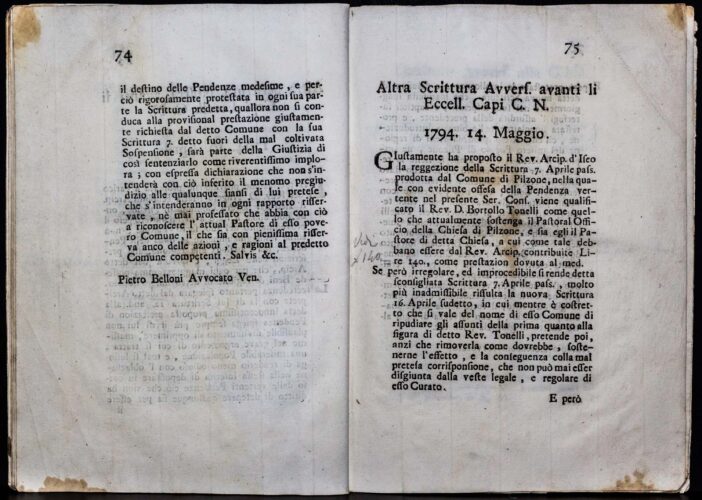 74
il destino delle Pendenze medesime, e per-
ciò rigorosamente protestata in ogni sua par-
te la Scrittura predetta, quallora non si con-
duca alla provisional prestazione giustamen-
te richiesta dal detto Comune con la sua
Scrittura 7. detto fuori della mal coltivata
Sospensione, sarà parte della Giustizia di
così sentenziarlo come riverentissimo implo-
ra; con espressa dichiarazione che non s'in-
tenderà con ciò inferito il menomo pregiu-
dizio alle qualunque siansi di lui pretese,
che s'intenderanno in ogni rapporto risser-
vate, nè mai professato che abbia con ciò
a riconoscere l'attual Pastore di esso pove-
ro Comune, il che sia con pienissima risser-
va anco delle azioni, e ragioni al predetto
Comune competenti. Salvis &c.
Pietro Belloni Avvocato Ven.
75
Altra Scrittura Avvers. avanti li
Eccell. Capi C. N.
1794. 14. Maggio.
GIustamente ha proposto il Rev. Arcip. d'Iseo
la reggezione della Scrittura 7. Aprile pass.
prodotta dal Comune di Pilzone, nella qua-
le con evidente offesa della Pendenza ver-
tente nel presente Ser. Cons. viene qualifi-
cato il Rev. D. Bortollo Tonelli come quel-
lo che attualmente sostenga il Pastoral Offi-
cio della Chiesa di Pilzone, e sia egli il Pa-
store di detta Chiesa, a cui come tale deb-
bano essere dal Rev. Arcip. contribuite Li-
re 140. come prestazion dovuta al med.
Se però irregolare, ed improcedibile si rende detta
sconsigliata Scrittura 7. Aprile pass., molto
più inadmissibile rissulta la nuova Scrittura
16. Aprile sudetto, in cui mentre è costret-
to che si vale del nome di esso Comune di
ripudiare gli assunti della prima quanto alla
figura di detto Rev. Tonelli, pretende poi,
anzi che rimoverla come dovrebbe, soste-
nerne l'effetto, e la conseguenza colla mal
pretesa corrisponsione, che non può mai esser
disgiunta dalla veste legale, e regolare di
esso Curato.
E però